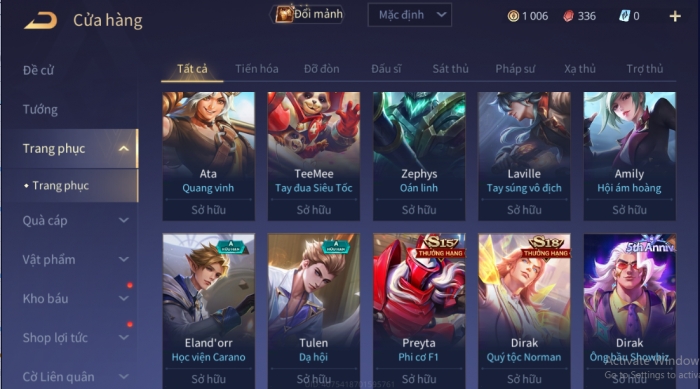 Cửa hàng
Đổi mảnh
Mặc định
1 006
336
0
Đề cử
Tướng
Trang phục
Trang phục
Quà cáp
Vật phẩm
Kho báu
Shop lợi tức
Cờ Liên quân
Tất cả
Tiến hóa
Đỡ đòn
Đấu sĩ
Sát thủ
Pháp sư
Xạ thủ
Trợ thủ
Ata
Quang vinh
Sở hữu
TeeMee
Tay đua Siêu Tốc
Sở hữu
Zephys
Oán linh
Sở hữu
Laville
Tay súng vô địch
Sở hữu
Amily
Hội ám hoàng
Sở hữu
A
Eland'orr
Học viện Carano
Sở hữu
A
Tulen
Dạ hội
Sở hữu
S15
THƯỞNG HẠNG
Preyta
Phi cơ F1
Sở hữu
S18
THƯỞNG HẠNG
Dirak
Quý tộc Norman
Sở hữu
5th Anniv
Dirak
Ông bầu Showbiz
Sở hữu
Activate Window
Go to Settings to activ